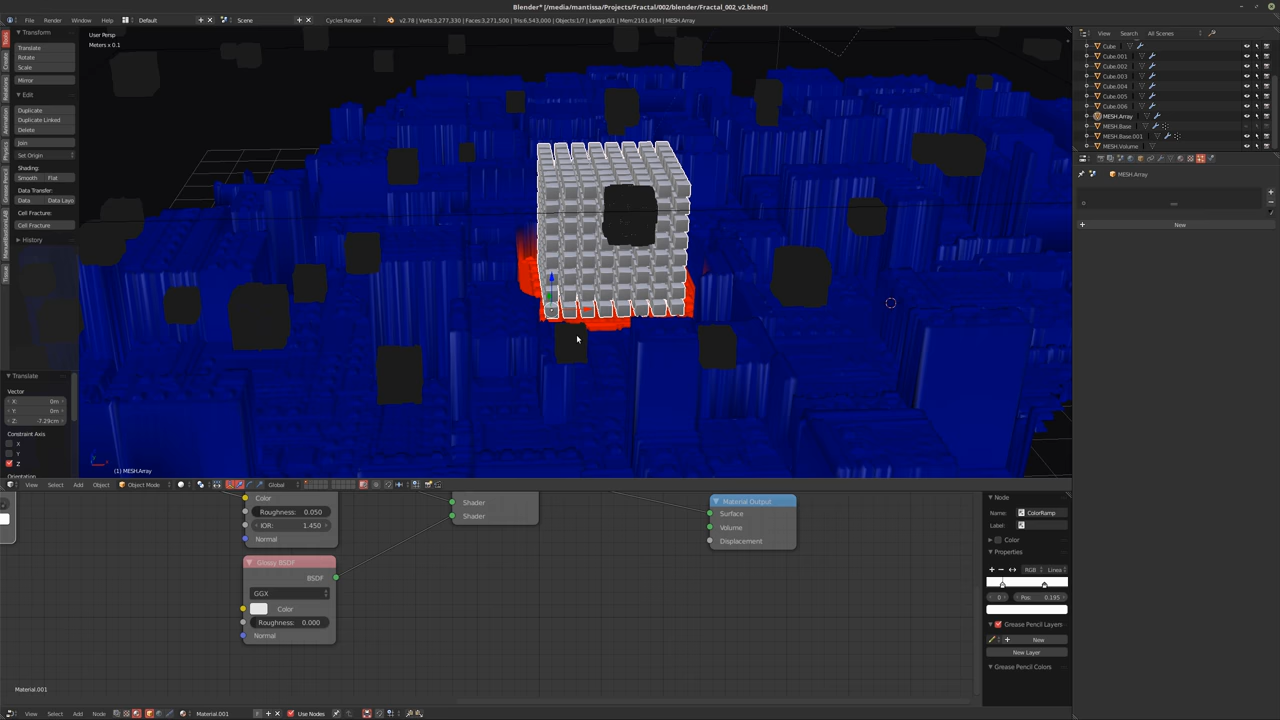 Blender* [/media/mantissa/Projects/Fractal/002/blender/Fractal_002_v2.blend]
File Render Window Help Default Scene Cycles Render v2.78 | Verts:3,277,330 | Faces:3,271,500 | Tris:6,543,000 | Objects:1/7 | Lamps:0/1 | Mem:2161.06M | MESH.Array
Transform
Translate
Rotate
Scale
Mirror
Edit
Duplicate
Duplicate Linked
Delete
Join
Set Origin
Shading:
Smooth Flat
Data Transfer:
Data Data Layo
Cell Fracture:
Cell Fracture
History
Tools
Create
Relations
Animation
Physics
Grease Pencil
Tissue
Translate
Vector
X: 0m
Y: 0m
Z: -7.29cm
Constraint Axis
X
Y
Z
Orientation
User Persp
Meters x 0.1
(1) MESH.Array
View Select Add Object Object Mode Global
View Search All Scenes
Cube
Cube.001
Cube.002
Cube.003
Cube.004
Cube.005
Cube.006
MESH.Array
MESH.Base
MESH.Base.001
MESH.Volume
MESH.Array
New
Color
Roughness: 0.050
IOR: 1.450
Normal
Shader
Shader
Glossy BSDF
BSDF
GGX
Color
Roughness: 0.000
Normal
Material Output
Surface
Volume
Displacement
Material.001
Node
Name: ColorRamp
Label:
Color
Properties
RGB Linea
0 Pos: 0.195
Grease Pencil Layers
New
New Layer
Grease Pencil Colors
View Select Add Node Material.001 F Use Nodes